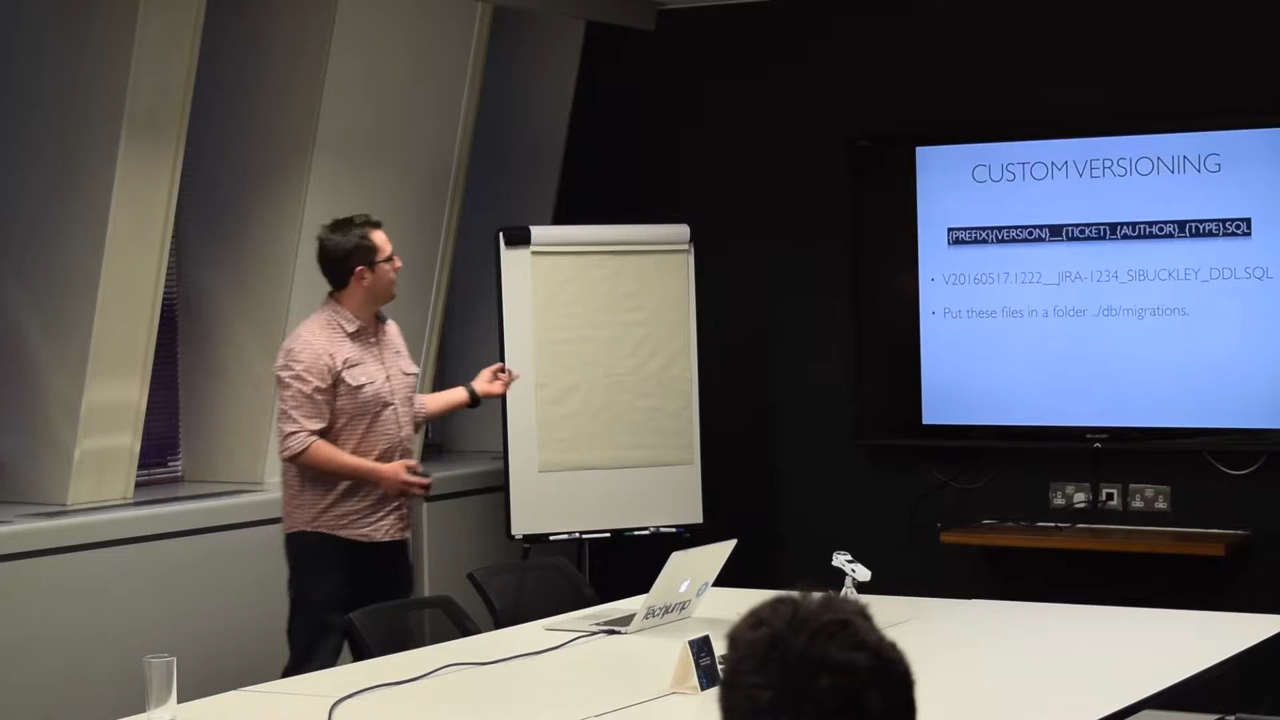 CUSTOM VERSIONING
{PREFIX}{VERSION}__{TICKET}_{AUTHOR}_{TYPE}.SQL
• V20160517.1222__JIRA-1234_SIBUCKLEY_DDL.SQL
• Put these files in a folder ../db/migrations.
SHARP
Techjump